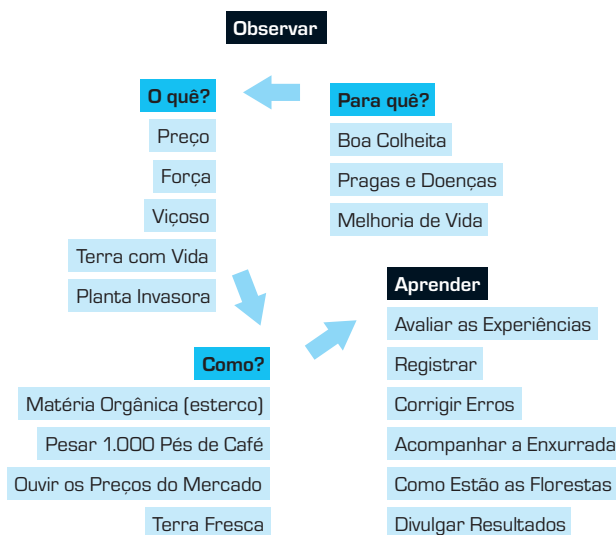 Observar
O quê?
Preço
Força
Viçoso
Terra com Vida
Planta Invasora
Para quê?
Boa Colheita
Pragas e Doenças
Melhoria de Vida
Como?
Matéria Orgânica (esterco)
Pesar 1.000 Pés de Café
Ouvir os Preços do Mercado
Terra Fresca
Aprender
Avaliar as Experiências
Registrar
Corrigir Erros
Acompanhar a Enxurrada
Como Estão as Florestas
Divulgar Resultados